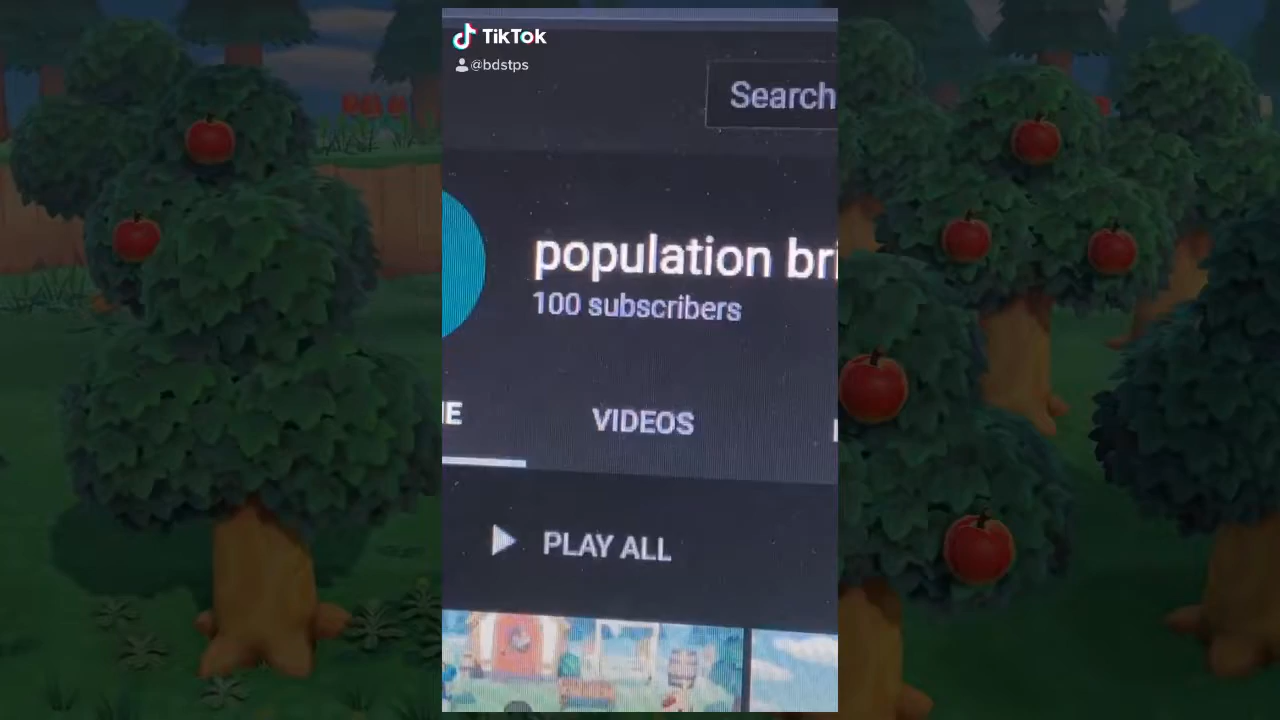 TikTok
@bdstps
Search
population bri
100 subscribers
E
VIDEOS
PLAY ALL